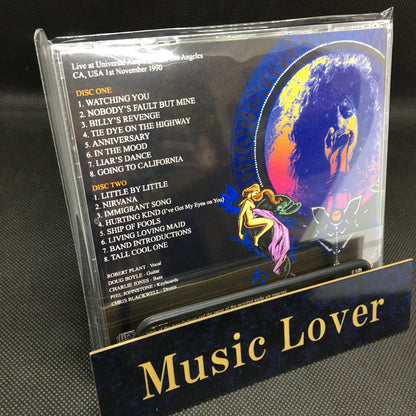 Live at Universal Los Angeles
CA, USA 1st November 1990
DISC ONE
1. WATCHING YOU
2. NOBODY'S FAULT BUT MINE
3. BILLY'S REVENGE
4. TIE DYE ON THE HIGHWAY
5. ANNIVERSARY
6. IN THE MOOD
7. LIAR'S DANCE
8. GOING TO CALIFORNIA
DISC TWO
1. LITTLE BY LITTLE
2. NIRVANA
3. IMMIGRANT SONG
4. HURTING KIND (I've Got My Eyes on You)
5. SHIP OF FOOLS
6. LIVING LOVING MAID
7. BAND INTRODUCTIONS
8. TALL COOL ONE
ROBERT PLANT - Vocal
DOUG BOYLE - Guitar
CHARLIE JONES - Bass
PHIL JOHNSTONE - Keyboards
CHRIS BLACKWELL - Drums
Music Lover